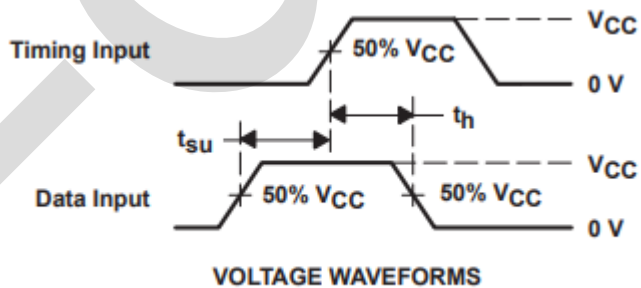 VCC
Timing Input
50% VCC
0 V
th
tsu
VCC
Data Input
50% VCC
50% VCC
0 V
VOLTAGE WAVEFORMS